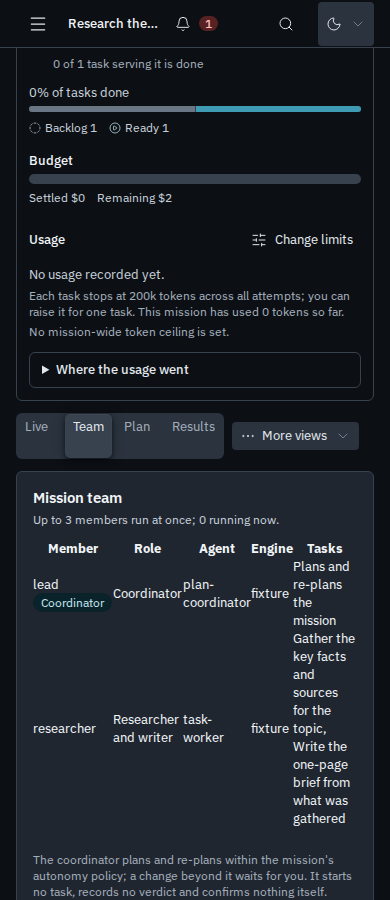 Research the...
1
0 of 1 task serving it is done
0% of tasks done
Backlog 1 Ready 1
Budget
Settled $0 Remaining $2
Usage
Change limits
No usage recorded yet.
Each task stops at 200k tokens across all attempts; you can
raise it for one task. This mission has used 0 tokens so far.
No mission-wide token ceiling is set.
Where the usage went
Live Team Plan Results
More views
Mission team
Up to 3 members run at once; 0 running now.
Member Role Agent Engine Tasks
lead
Coordinator
Coordinator
plan-
coordinator
fixture
Plans and
re-plans
the
mission
researcher
Researcher
and writer
task-
worker
fixture
Gather the
key facts
and
sources
for the
topic,
Write the
one-page
brief from
what was
gathered
The coordinator plans and re-plans within the mission's
autonomy policy; a change beyond it waits for you. It starts
no task, records no verdict and confirms nothing itself.